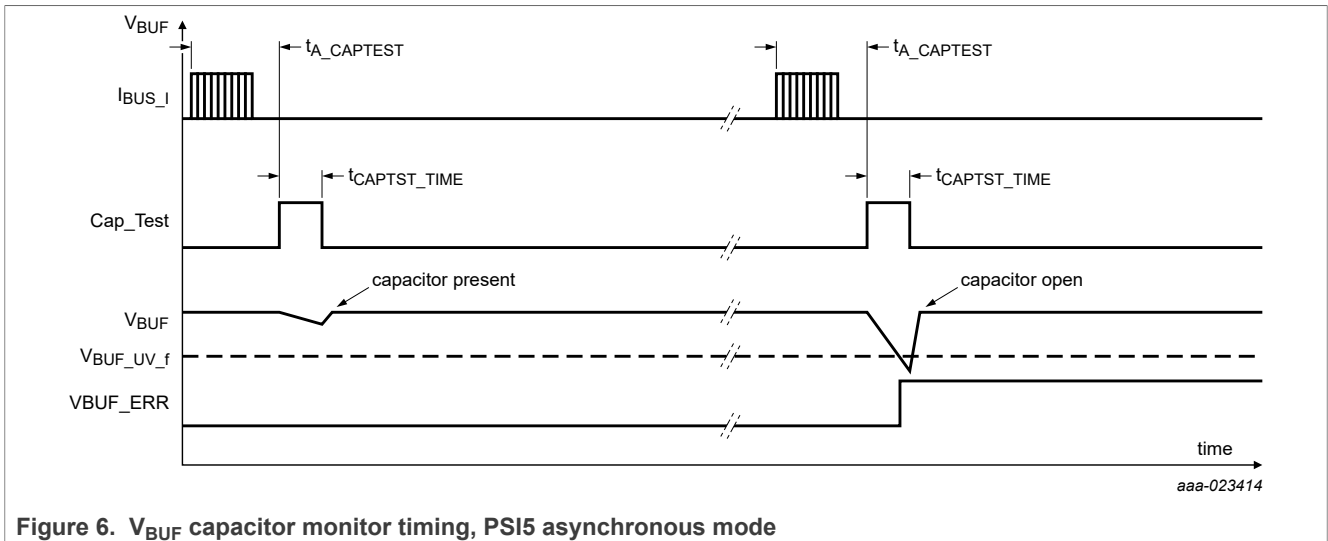 VBUF
tA_CAPTEST
tA_CAPTEST
IBUS_I
tCAPTST_TIME
tCAPTST_TIME
Cap_Test
capacitor present
capacitor open
VBUF
VBUF_UV_f
VBUF_ERR
time
aaa-023414
Figure 6. VBUF capacitor monitor timing, PSI5 asynchronous mode